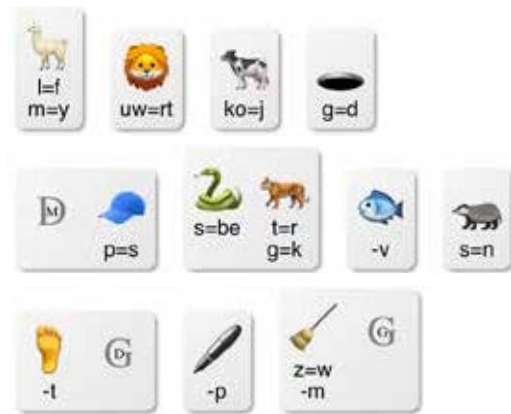 l=f
m=y uw=rt ko=j g=d
D M
s=be t=r
p=s g=k -v s=n
G D G G
z=w
-t -p -m